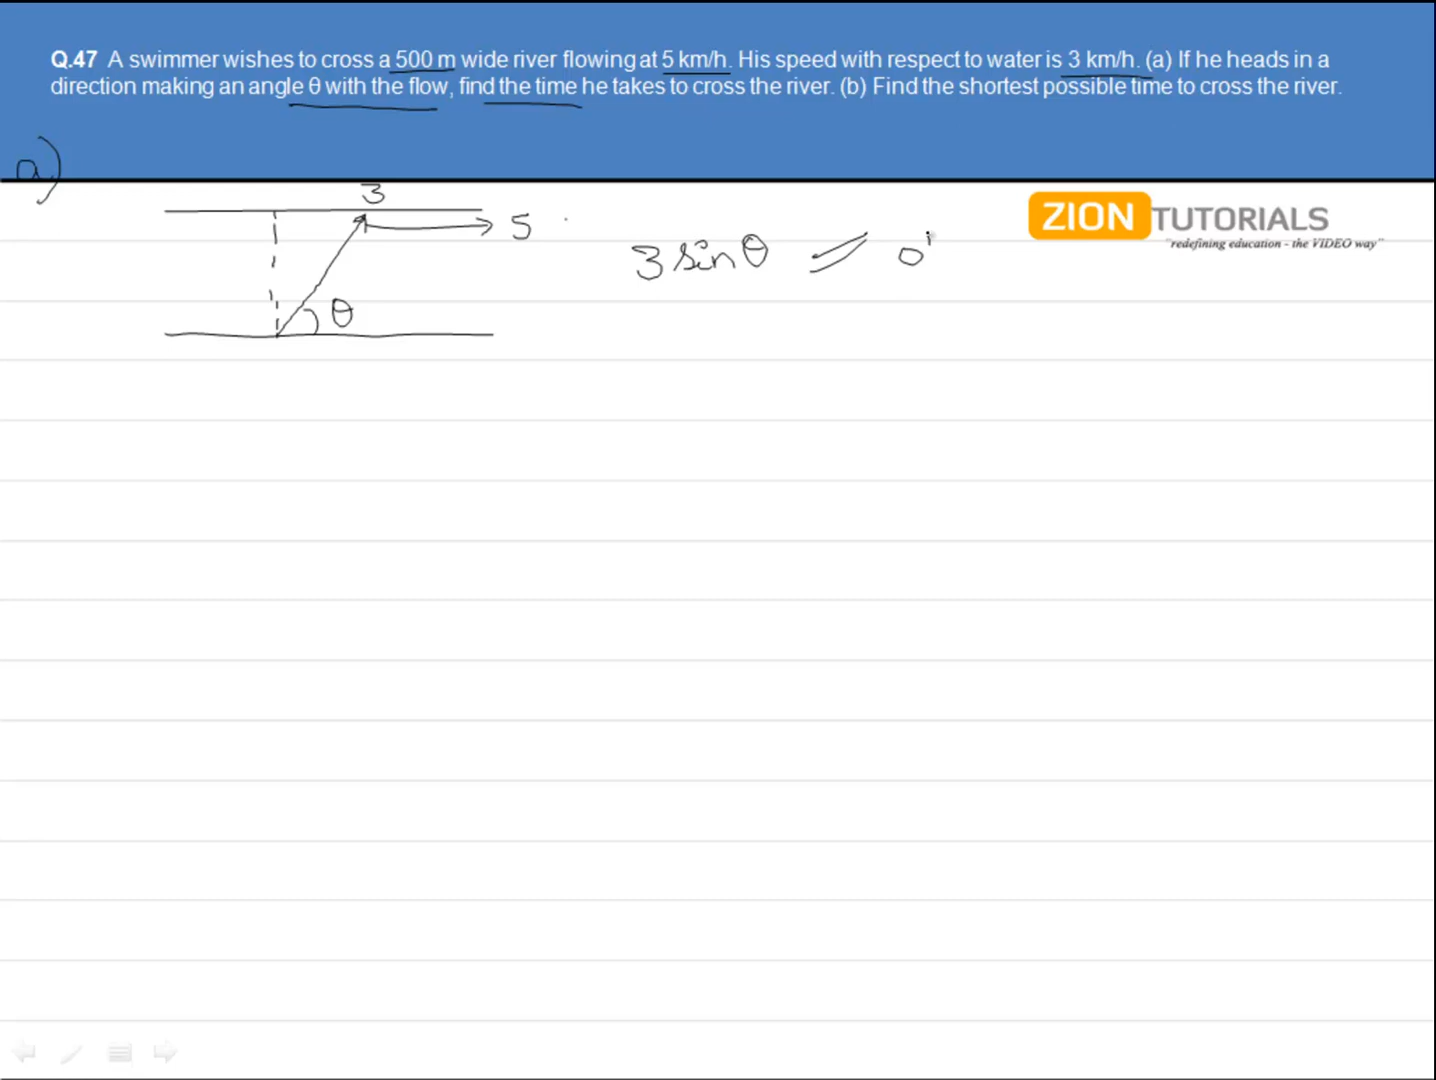 Q.47 A swimmer wishes to cross a 500 m wide river flowing at 5 km/h. His speed with respect to water is 3 km/h. (a) If he heads in a
direction making an angle θ with the flow, find the time he takes to cross the river. (b) Find the shortest possible time to cross the river.
a)
3
5
θ
3 sin θ
ZION TUTORIALS
"redefining education - the VIDEO way"